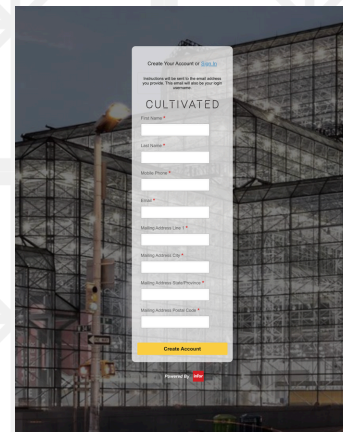 Create Your Account or Sign In
Instructions will be sent to the email address
you provide. This email will also be your login
username.
CULTIVATED
First Name *
Last Name *
Mobile Phone *
Email *
Mailing Address Line 1 *
Mailing Address City *
Mailing Address State/Province *
Mailing Address Postal Code *
Create Account
Powered By infor